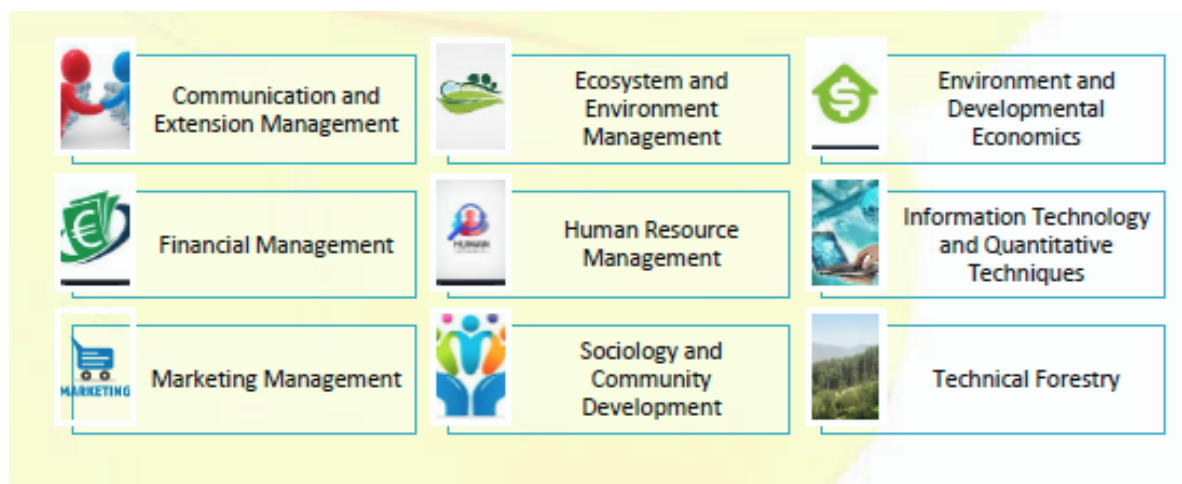 Communication and
Extension Management
Ecosystem and
Environment
Management
Environment and
Developmental
Economics
Financial Management
HUMAN
Human Resource
Management
Information Technology
and Quantitative
Techniques
MARKETING
Marketing Management
Sociology and
Community
Development
Technical Forestry